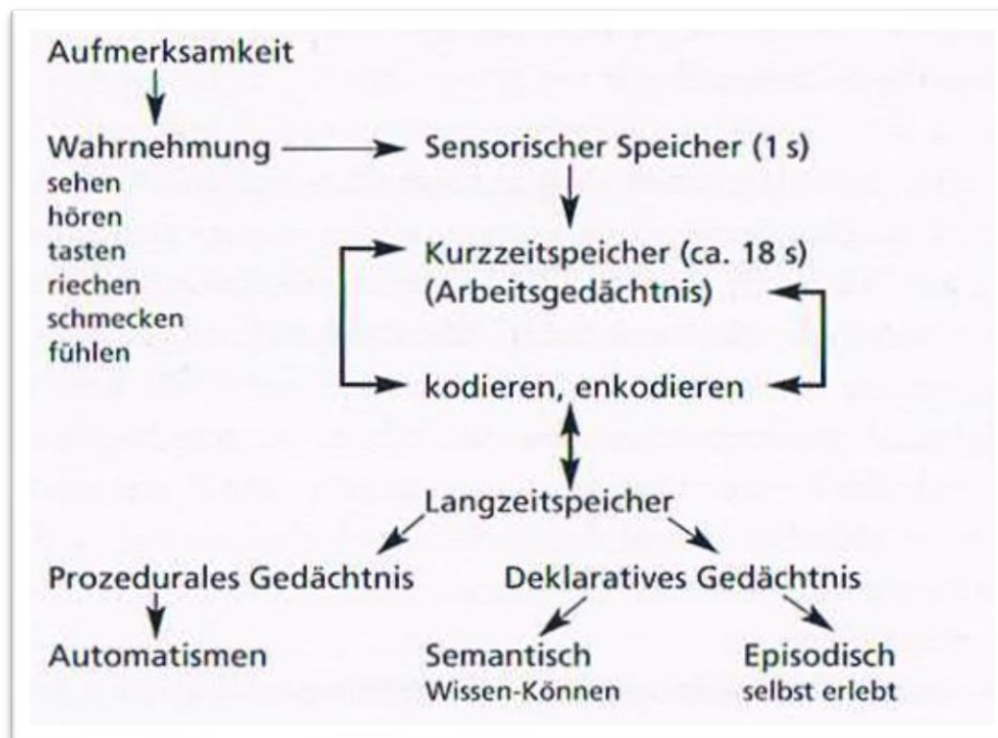 Aufmerksamkeit
Wahrnehmung
sehen
hören
tasten
riechen
schmecken
fühlen
Sensorischer Speicher (1 s)
Kurzzeitspeicher (ca. 18 s)
(Arbeitsgedächtnis)
kodieren, enkodieren
Langzeitspeicher
Prozedurales Gedächtnis
Deklaratives Gedächtnis
Automatismen
Semantisch
Wissen-Können
Episodisch
selbst erlebt